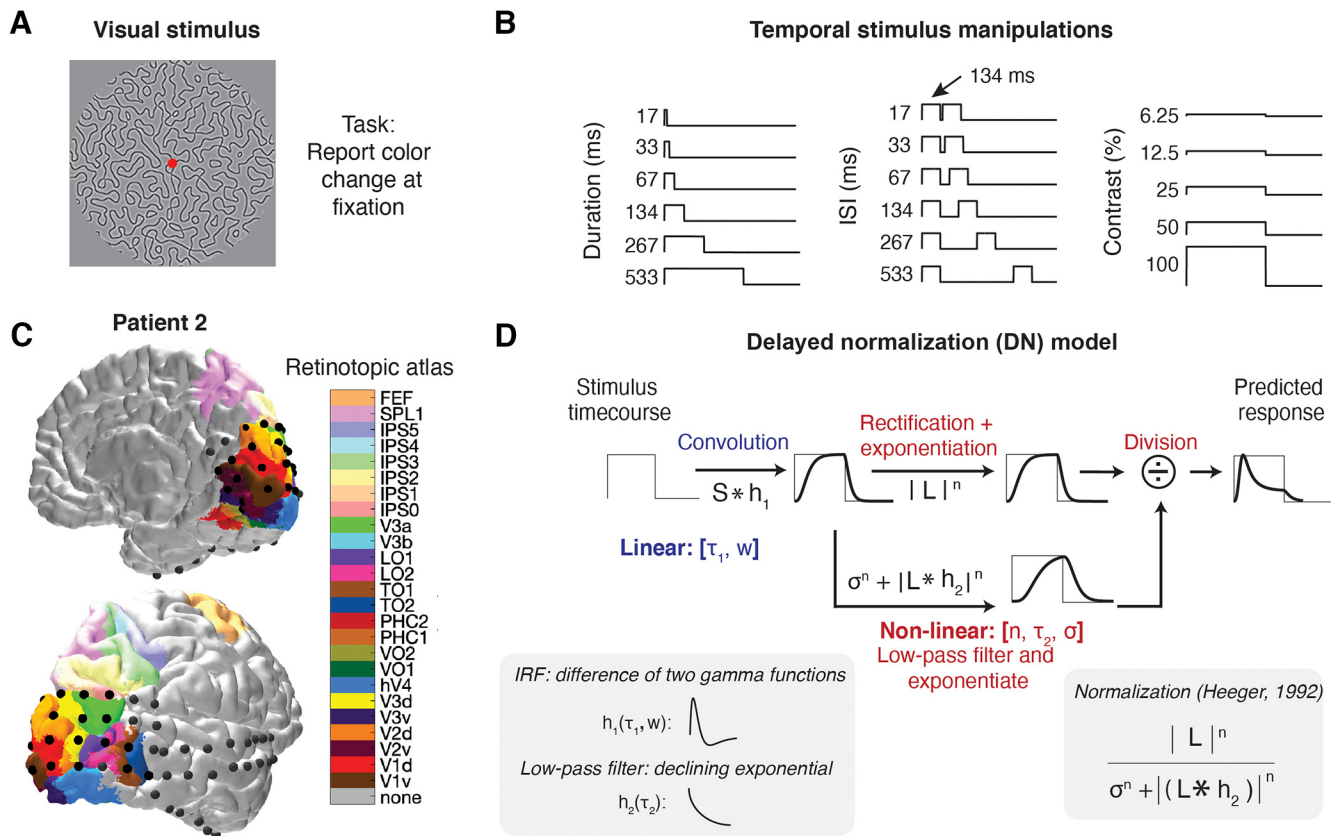 A
Visual stimulus
Task:
Report color
change at
fixation
B
Temporal stimulus manipulations
Duration (ms)
17
33
67
134
267
533
134 ms
ISI (ms)
17
33
67
134
267
533
Contrast (%)
6.25
12.5
25
50
100
C
Patient 2
Retinotopic atlas
FEF
SPL1
IPS5
IPS4
IPS3
IPS2
IPS1
IPS0
V3a
V3b
LO1
LO2
TO1
TO2
PHC2
PHC1
VO2
VO1
hV4
V3d
V3v
V2d
V2v
V1d
V1v
none
D
Delayed normalization (DN) model
Stimulus
timecourse
Convolution
S * h₁
Linear: [τ₁, w]
Rectification +
exponentiation
| L |ⁿ
Division
÷
Predicted
response
σⁿ + |L * h₂|ⁿ
Non-linear: [n, τ₂, σ]
Low-pass filter and
exponentiate
IRF: difference of two gamma functions
h₁(τ₁, w):
Low-pass filter: declining exponential
h₂(τ₂):
Normalization (Heeger, 1992)
| L |ⁿ
σⁿ + |(L * h₂)|ⁿ